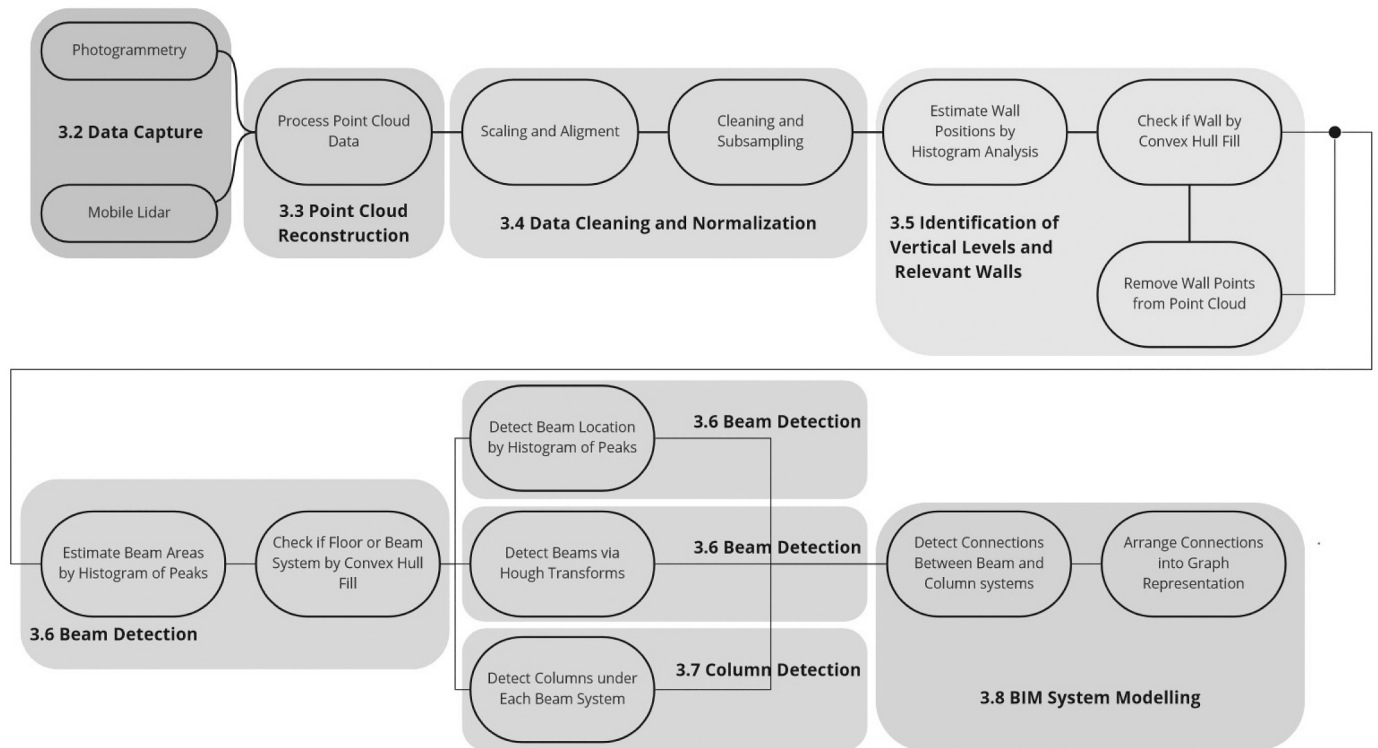 Photogrammetry
3.2 Data Capture
Mobile Lidar
Process Point Cloud
Data
3.3 Point Cloud
Reconstruction
Scaling and Aligment
Cleaning and
Subsampling
3.4 Data Cleaning and Normalization
Estimate Wall
Positions by
Histogram Analysis
Check if Wall by
Convex Hull Fill
3.5 Identification of
Vertical Levels and
Relevant Walls
Remove Wall Points
from Point Cloud
Estimate Beam Areas
by Histogram of Peaks
Check if Floor or Beam
System by Convex Hull
Fill
3.6 Beam Detection
Detect Beam Location
by Histogram of Peaks
3.6 Beam Detection
Detect Beams via
Hough Transforms
3.6 Beam Detection
Detect Columns under
Each Beam System
3.7 Column Detection
Detect Connections
Between Beam and
Column systems
Arrange Connections
into Graph
Representation
3.8 BIM System Modelling